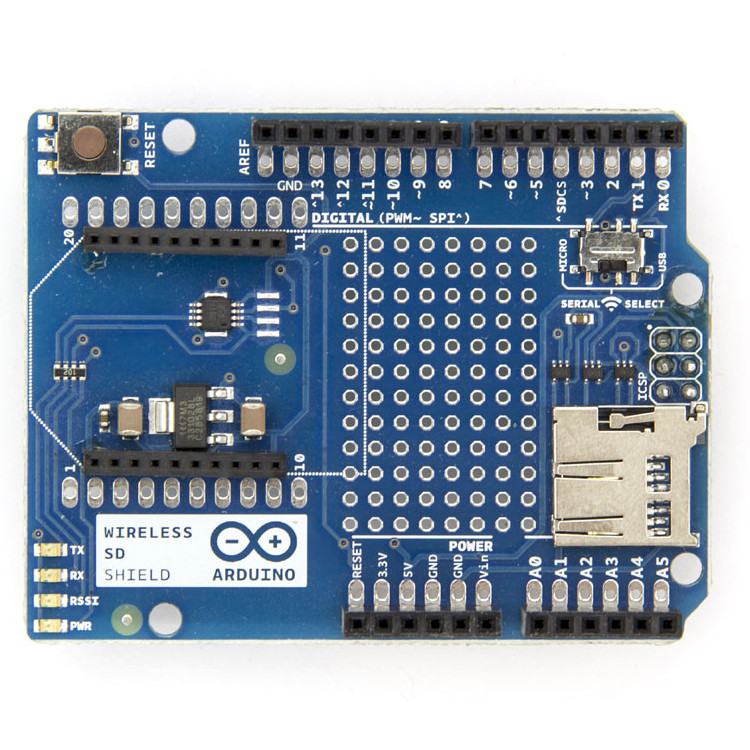 RESET
AREF
GND
~13
^12
^11
~10
~9
8
7
~6
~5
^ SDCS
~3
2
TX 1
RX 0
DIGITAL (PWM~ SPI^)
20
11
MICRO
USB
SERIAL SELECT
ICSP
201
1
10
WIRELESS
SD
SHIELD
ARDUINO
TX
RX
RSSI
PWR
POWER
RESET
3.3V
5V
GND
GND
Vin
A0
A1
A2
A3
A4
A5